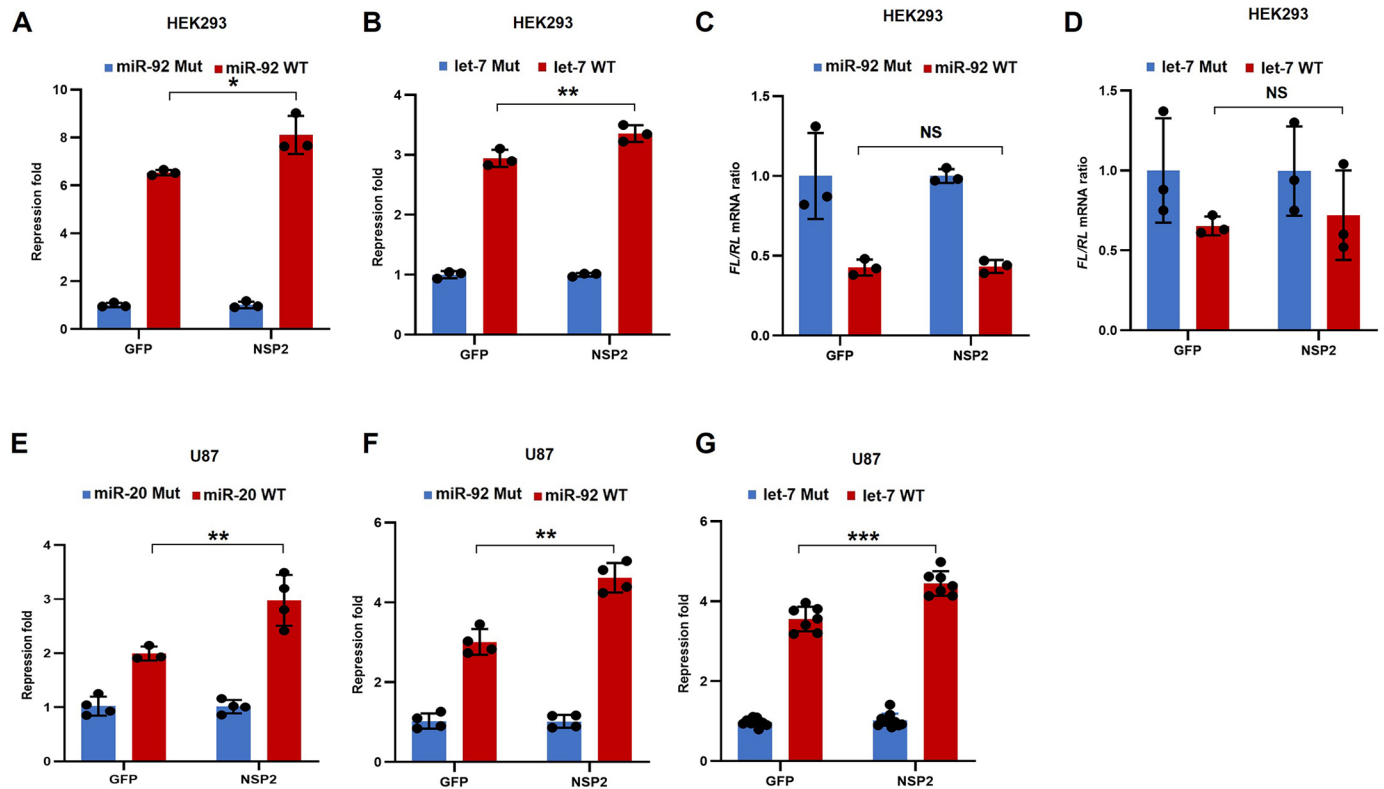 A
HEK293
miR-92 Mut miR-92 WT
*
Repression fold
10
8
6
4
2
0
GFP NSP2
B
HEK293
let-7 Mut let-7 WT
**
Repression fold
4
3
2
1
0
GFP NSP2
C
HEK293
miR-92 Mut miR-92 WT
NS
FL/RL mRNA ratio
1.5
1.0
0.5
0.0
GFP NSP2
D
HEK293
let-7 Mut let-7 WT
NS
FL/RL mRNA ratio
1.5
1.0
0.5
0.0
GFP NSP2
E
U87
miR-20 Mut miR-20 WT
**
Repression fold
4
3
2
1
0
GFP NSP2
F
U87
miR-92 Mut miR-92 WT
**
Repression fold
6
4
2
0
GFP NSP2
G
U87
let-7 Mut let-7 WT
***
Repression fold
6
4
2
0
GFP NSP2